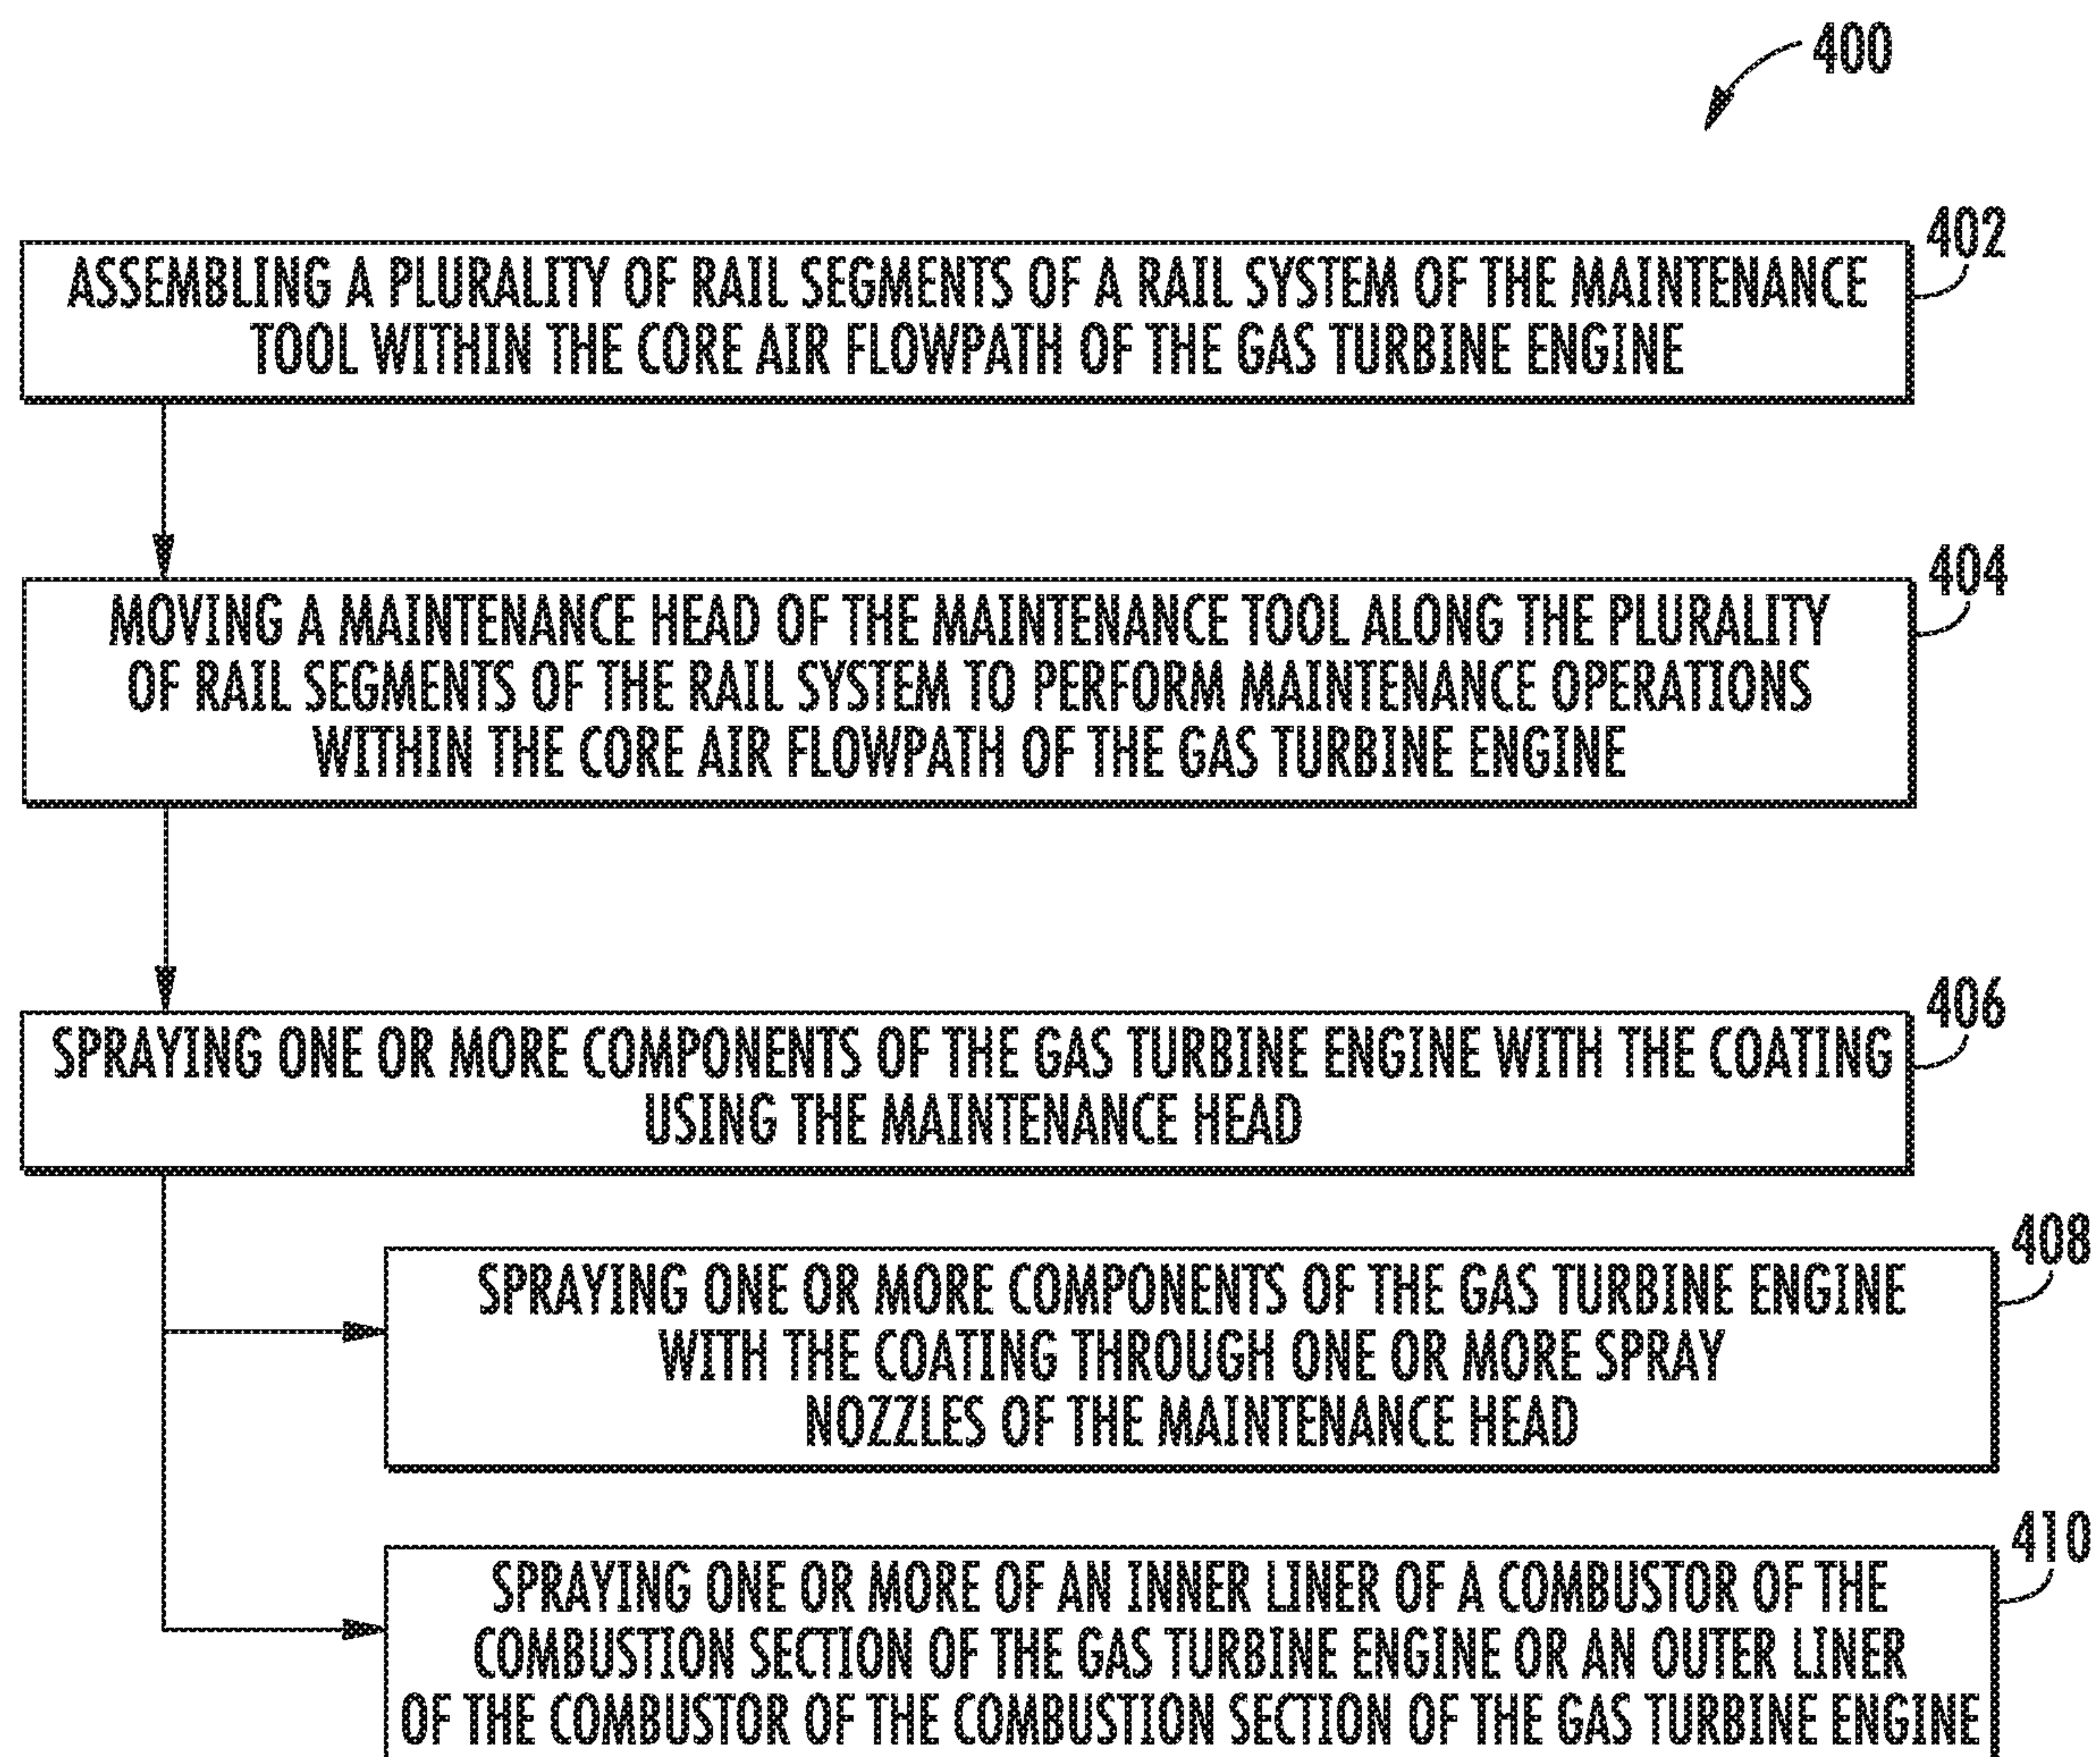 400
402
ASSEMBLING A PLURALITY OF RAIL SEGMENTS OF A RAIL SYSTEM OF THE MAINTENANCE
TOOL WITHIN THE CORE AIR FLOWPATH OF THE GAS TURBINE ENGINE
404
MOVING A MAINTENANCE HEAD OF THE MAINTENANCE TOOL ALONG THE PLURALITY
OF RAIL SEGMENTS OF THE RAIL SYSTEM TO PERFORM MAINTENANCE OPERATIONS
WITHIN THE CORE AIR FLOWPATH OF THE GAS TURBINE ENGINE
406
SPRAYING ONE OR MORE COMPONENTS OF THE GAS TURBINE ENGINE WITH THE COATING
USING THE MAINTENANCE HEAD
408
SPRAYING ONE OR MORE COMPONENTS OF THE GAS TURBINE ENGINE
WITH THE COATING THROUGH ONE OR MORE SPRAY
NOZZLES OF THE MAINTENANCE HEAD
410
SPRAYING ONE OR MORE OF AN INNER LINER OF A COMBUSTOR OF THE
COMBUSTION SECTION OF THE GAS TURBINE ENGINE OR AN OUTER LINER
OF THE COMBUSTOR OF THE COMBUSTION SECTION OF THE GAS TURBINE ENGINE